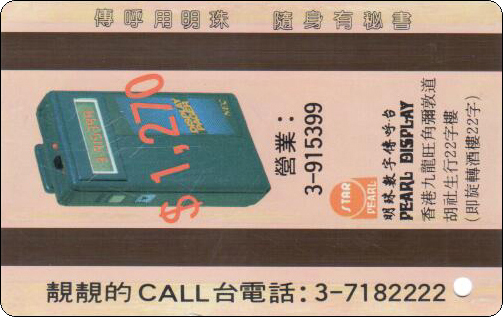 傳呼用明珠 隨身有秘書
$1,270
DISPLAY
NEC
營業:
3-915399
STAR
PEARL
明珠數字傳呼台
PEARL DISPLAY
香港九龍旺角彌敦道
胡社生行22字樓
(即旋轉酒樓22字)
靚靚的CALL台電話:3-7182222